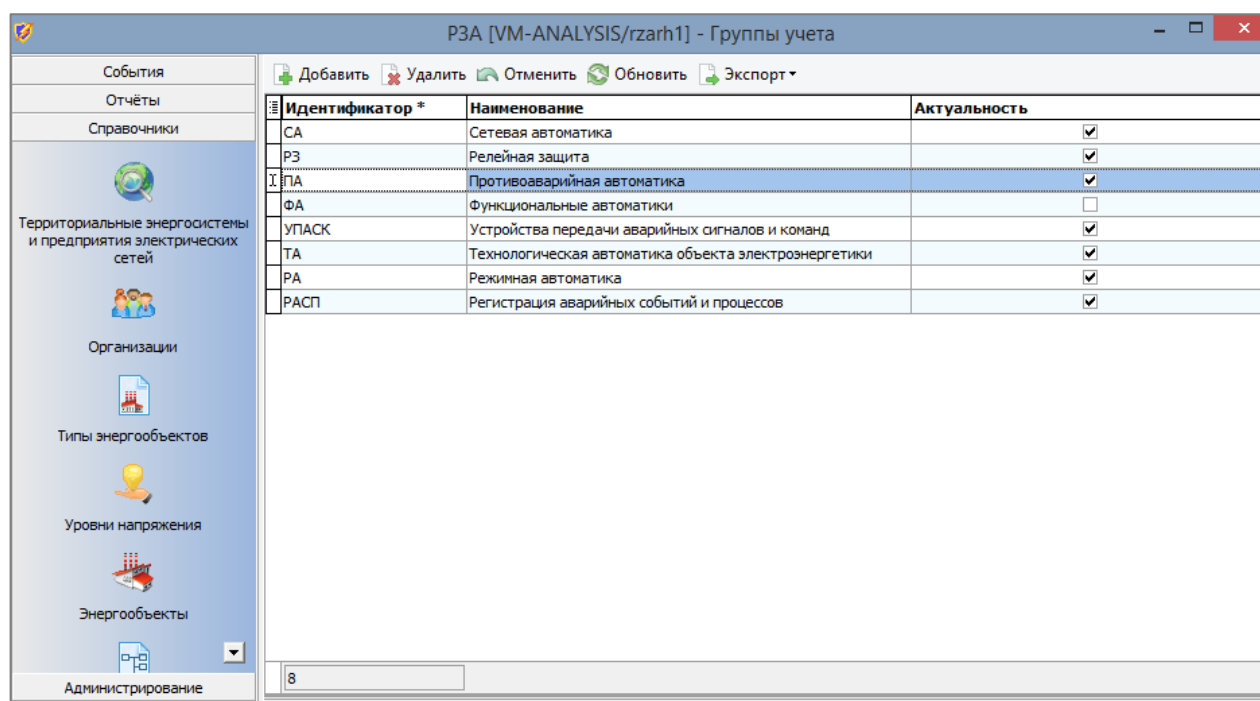 РЗА [VM-ANALYSIS/rzarh1] - Группы учета
События
Отчёты
Справочники
Территориальные энергосистемы
и предприятия электрических
сетей
Организации
Типы энергообъектов
Уровни напряжения
Энергообъекты
Администрирование
Добавить Удалить Отменить Обновить Экспорт
Идентификатор * Наименование Актуальность
СА Сетевая автоматика
РЗ Релейная защита
ПА Противоаварийная автоматика
ФА Функциональные автоматики
УПАСК Устройства передачи аварийных сигналов и команд
ТА Технологическая автоматика объекта электроэнергетики
РА Режимная автоматика
РАСП Регистрация аварийных событий и процессов
8